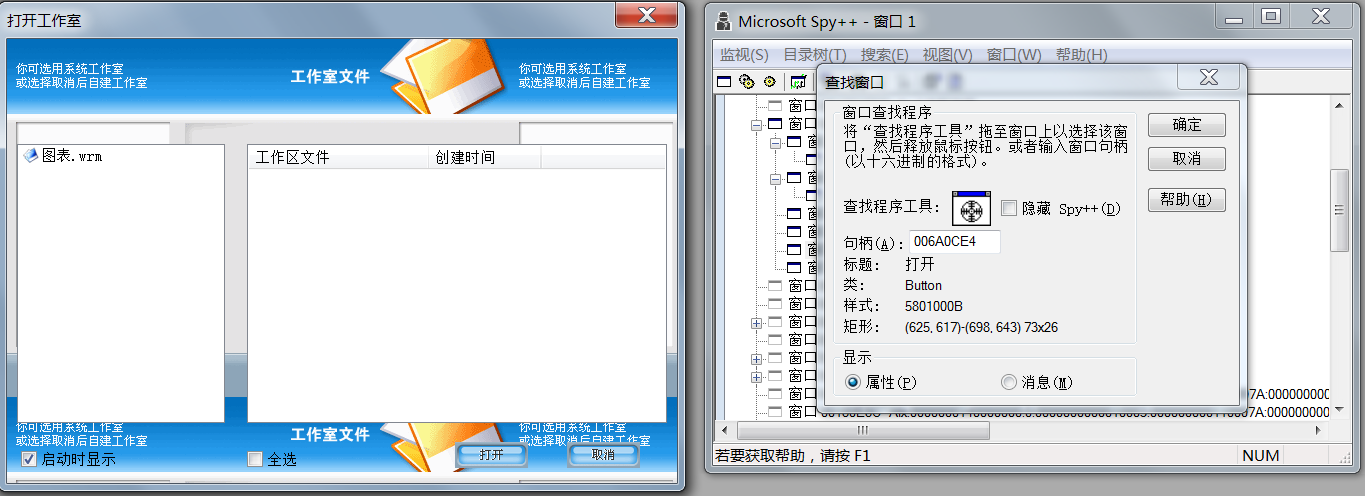 打开工作室
你可选用系统工作室
或选择取消后自建工作室
工作室文件
你可选用系统工作室
或选择取消后自建工作室
图表.wrm
工作区文件
创建时间
你可选用系统工作室
或选择取消后自建工作室
工作室文件
你可选用系统工作室
或选择取消后自建工作室
启动时显示
全选
打开
取消
Microsoft Spy++ - 窗口 1
监视(S) 目录树(T) 搜索(E) 视图(V) 窗口(W) 帮助(H)
窗口
窗口
窗口
窗口
窗口
窗口
窗口
窗口
窗口
窗口
查找窗口
窗口查找程序
将“查找程序工具”拖至窗口上以选择该窗
口，然后释放鼠标按钮。或者输入窗口句柄
(以十六进制的格式)。
查找程序工具：
隐藏 Spy++(D)
句柄(A)：
006A0CE4
标题： 打开
类： Button
样式： 5801000B
矩形： (625, 617)-(698, 643) 73x26
显示
属性(P)
消息(M)
确定
取消
帮助(H)
07A:000000000
07A:000000000
若要获取帮助，请按 F1
NUM